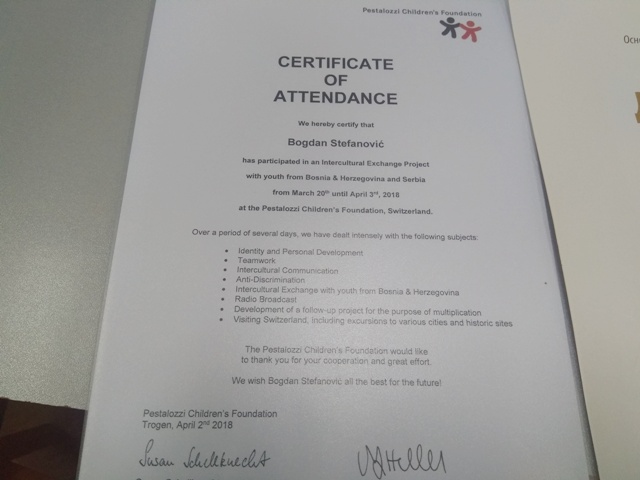 Pestalozzi Children's Foundation
CERTIFICATE
OF
ATTENDANCE
We hereby certify that
Bogdan Stefanović
has participated in an Intercultural Exchange Project
with youth from Bosnia & Herzegovina and Serbia
from March 20th until April 3rd, 2018
at the Pestalozzi Children's Foundation, Switzerland.
Over a period of several days, we have dealt intensely with the following subjects:
• Identity and Personal Development
• Teamwork
• Intercultural Communication
• Anti-Discrimination
• Intercultural Exchange with youth from Bosnia & Herzegovina
• Radio Broadcast
• Development of a follow-up project for the purpose of multiplication
• Visiting Switzerland, including excursions to various cities and historic sites
The Pestalozzi Children's Foundation would like
to thank you for your cooperation and great effort.
We wish Bogdan Stefanović all the best for the future!
Pestalozzi Children's Foundation
Trogen, April 2nd 2018
Susan Schellknecht